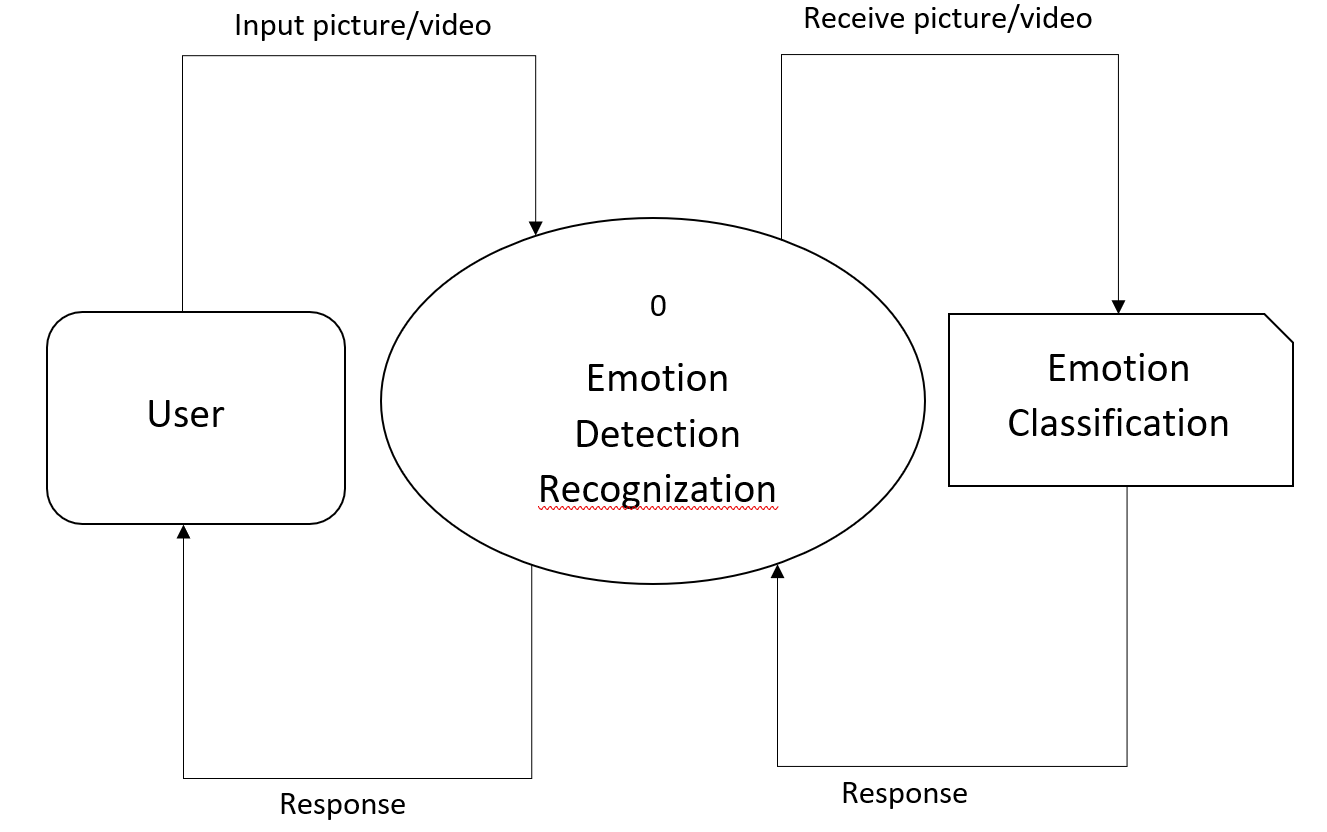 Input picture/video
Receive picture/video
0
Emotion
Detection
Recognization
User
Emotion
Classification
Response
Response